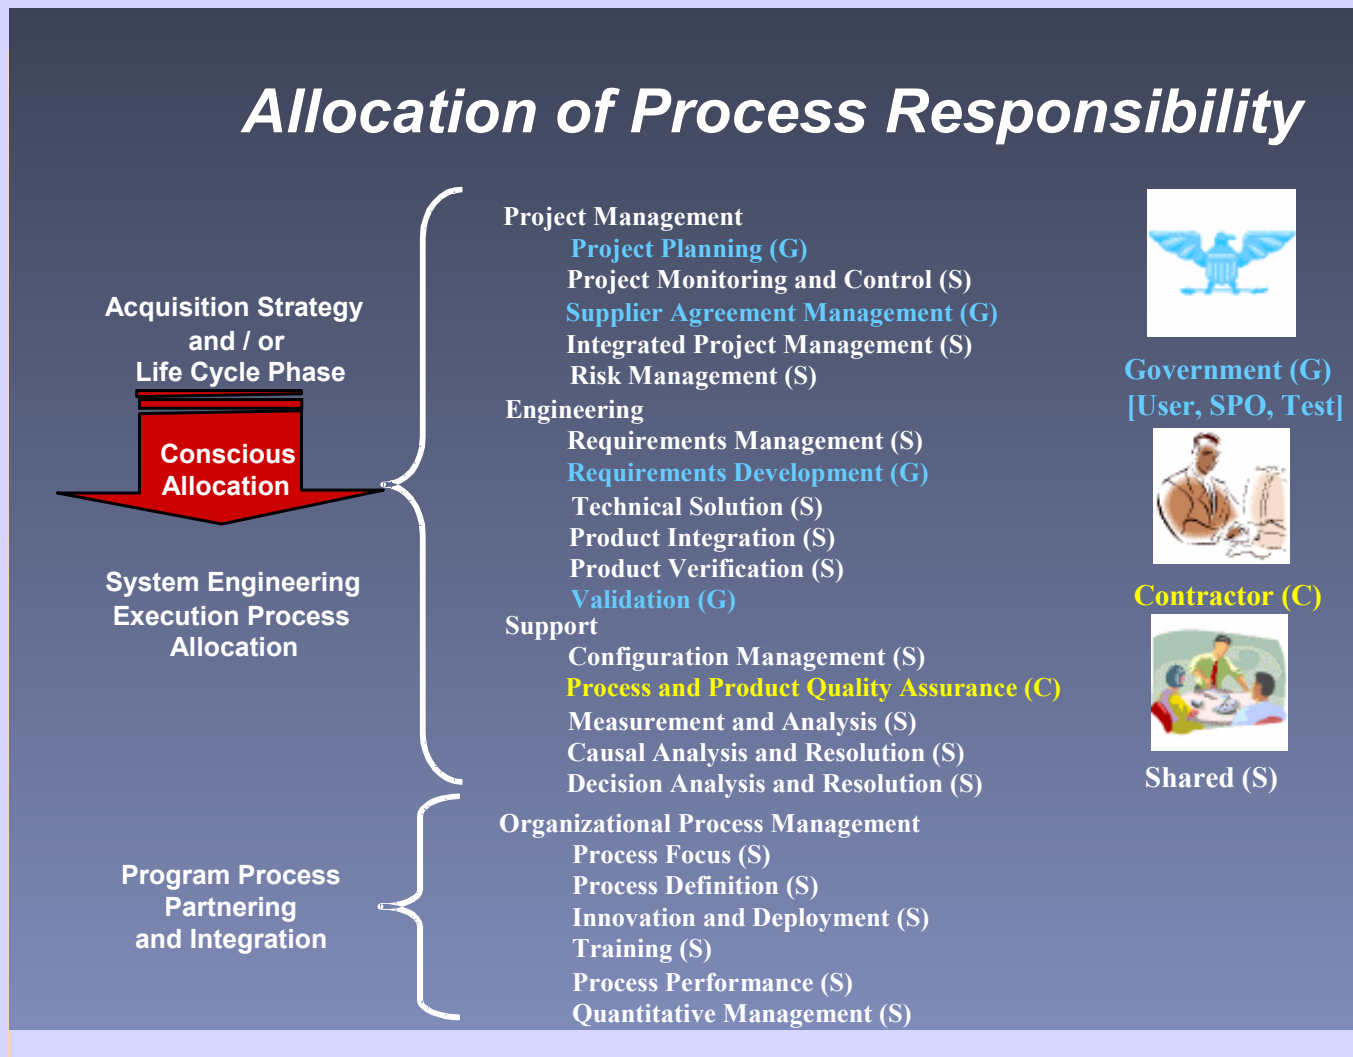 Allocation of Process Responsibility
Acquisition Strategy
and / or
Life Cycle Phase
Conscious
Allocation
System Engineering
Execution Process
Allocation
Program Process
Partnering
and Integration
Project Management
Project Planning (G)
Project Monitoring and Control (S)
Supplier Agreement Management (G)
Integrated Project Management (S)
Risk Management (S)
Engineering
Requirements Management (S)
Requirements Development (G)
Technical Solution (S)
Product Integration (S)
Product Verification (S)
Validation (G)
Support
Configuration Management (S)
Process and Product Quality Assurance (C)
Measurement and Analysis (S)
Causal Analysis and Resolution (S)
Decision Analysis and Resolution (S)
Organizational Process Management
Process Focus (S)
Process Definition (S)
Innovation and Deployment (S)
Training (S)
Process Performance (S)
Quantitative Management (S)
Government (G)
[User, SPO, Test]
Contractor (C)
Shared (S)